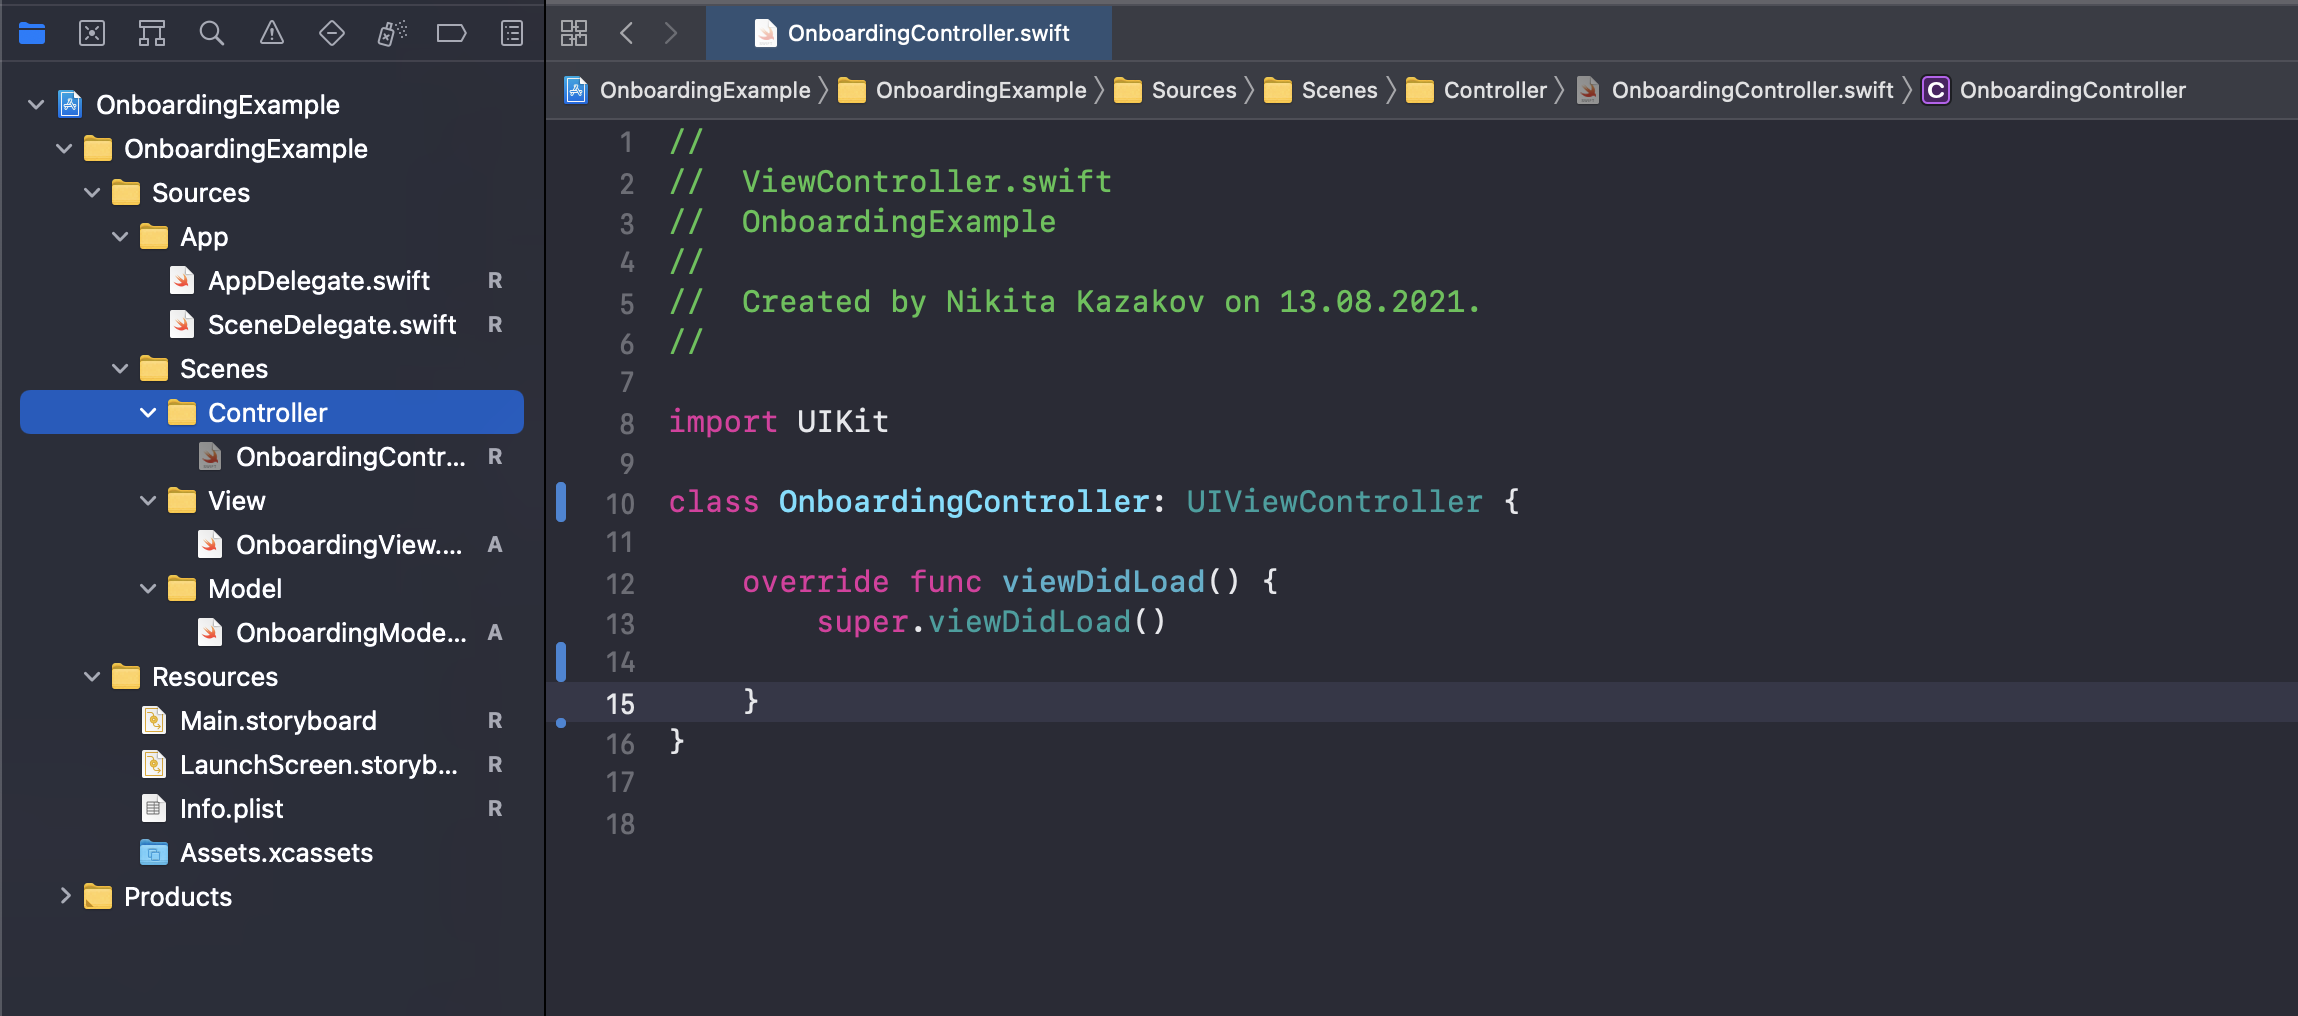 OnboardingExample
OnboardingExample
Sources
App
AppDelegate.swift R
SceneDelegate.swift R
Scenes
Controller
OnboardingContr... R
View
OnboardingView.... A
Model
OnboardingMode... A
Resources
Main.storyboard R
LaunchScreen.storyb... R
Info.plist R
Assets.xcassets
Products
OnboardingController.swift
OnboardingExample OnboardingExample Sources Scenes Controller OnboardingController.swift C OnboardingController
1 //
2 //  ViewController.swift
3 //  OnboardingExample
4 //
5 //  Created by Nikita Kazakov on 13.08.2021.
6 //
7
8 import UIKit
9
10 class OnboardingController: UIViewController {
11
12     override func viewDidLoad() {
13         super.viewDidLoad()
14
15     }
16 }
17
18